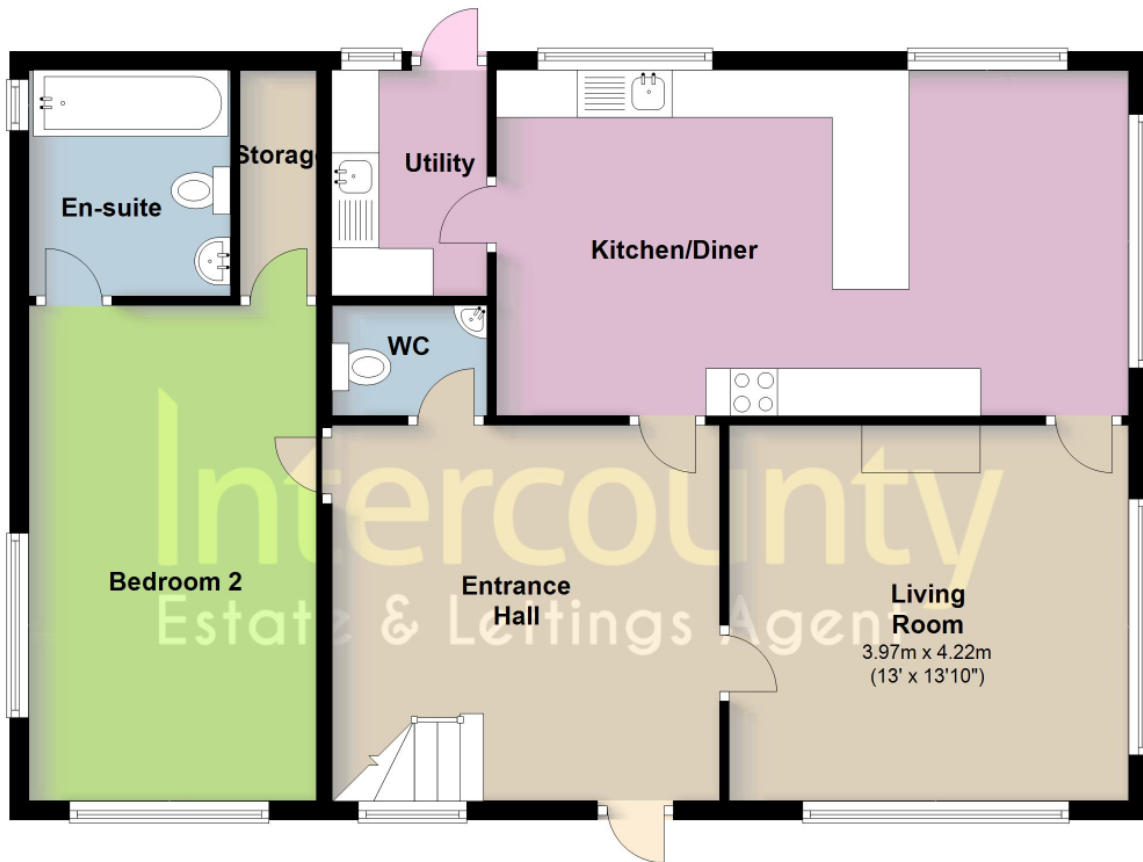 Storage
Utility
En-suite
Kitchen/Diner
WC
Intercounty
Estate & Lettings Agent
Bedroom 2
Entrance
Hall
Living
Room
3.97m x 4.22m
(13' x 13'10")